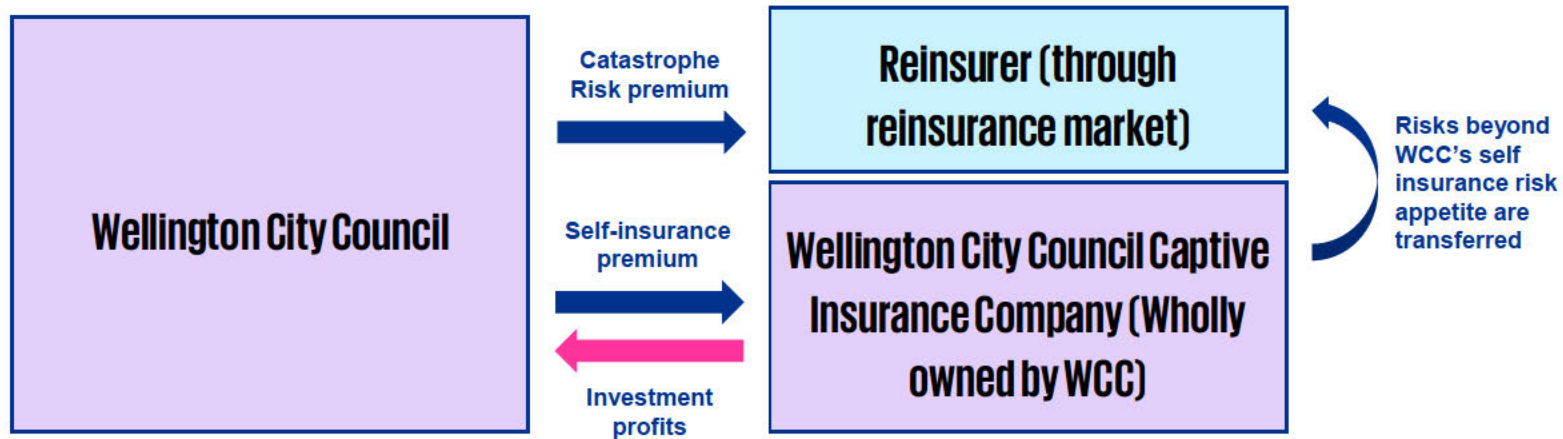 Wellington City Council
Catastrophe
Risk premium
Self-insurance
premium
Investment
profits
Reinsurer (through
reinsurance market)
Wellington City Council Captive
Insurance Company (Wholly
owned by WCC)
Risks beyond
WCC's self
insurance risk
appetite are
transferred